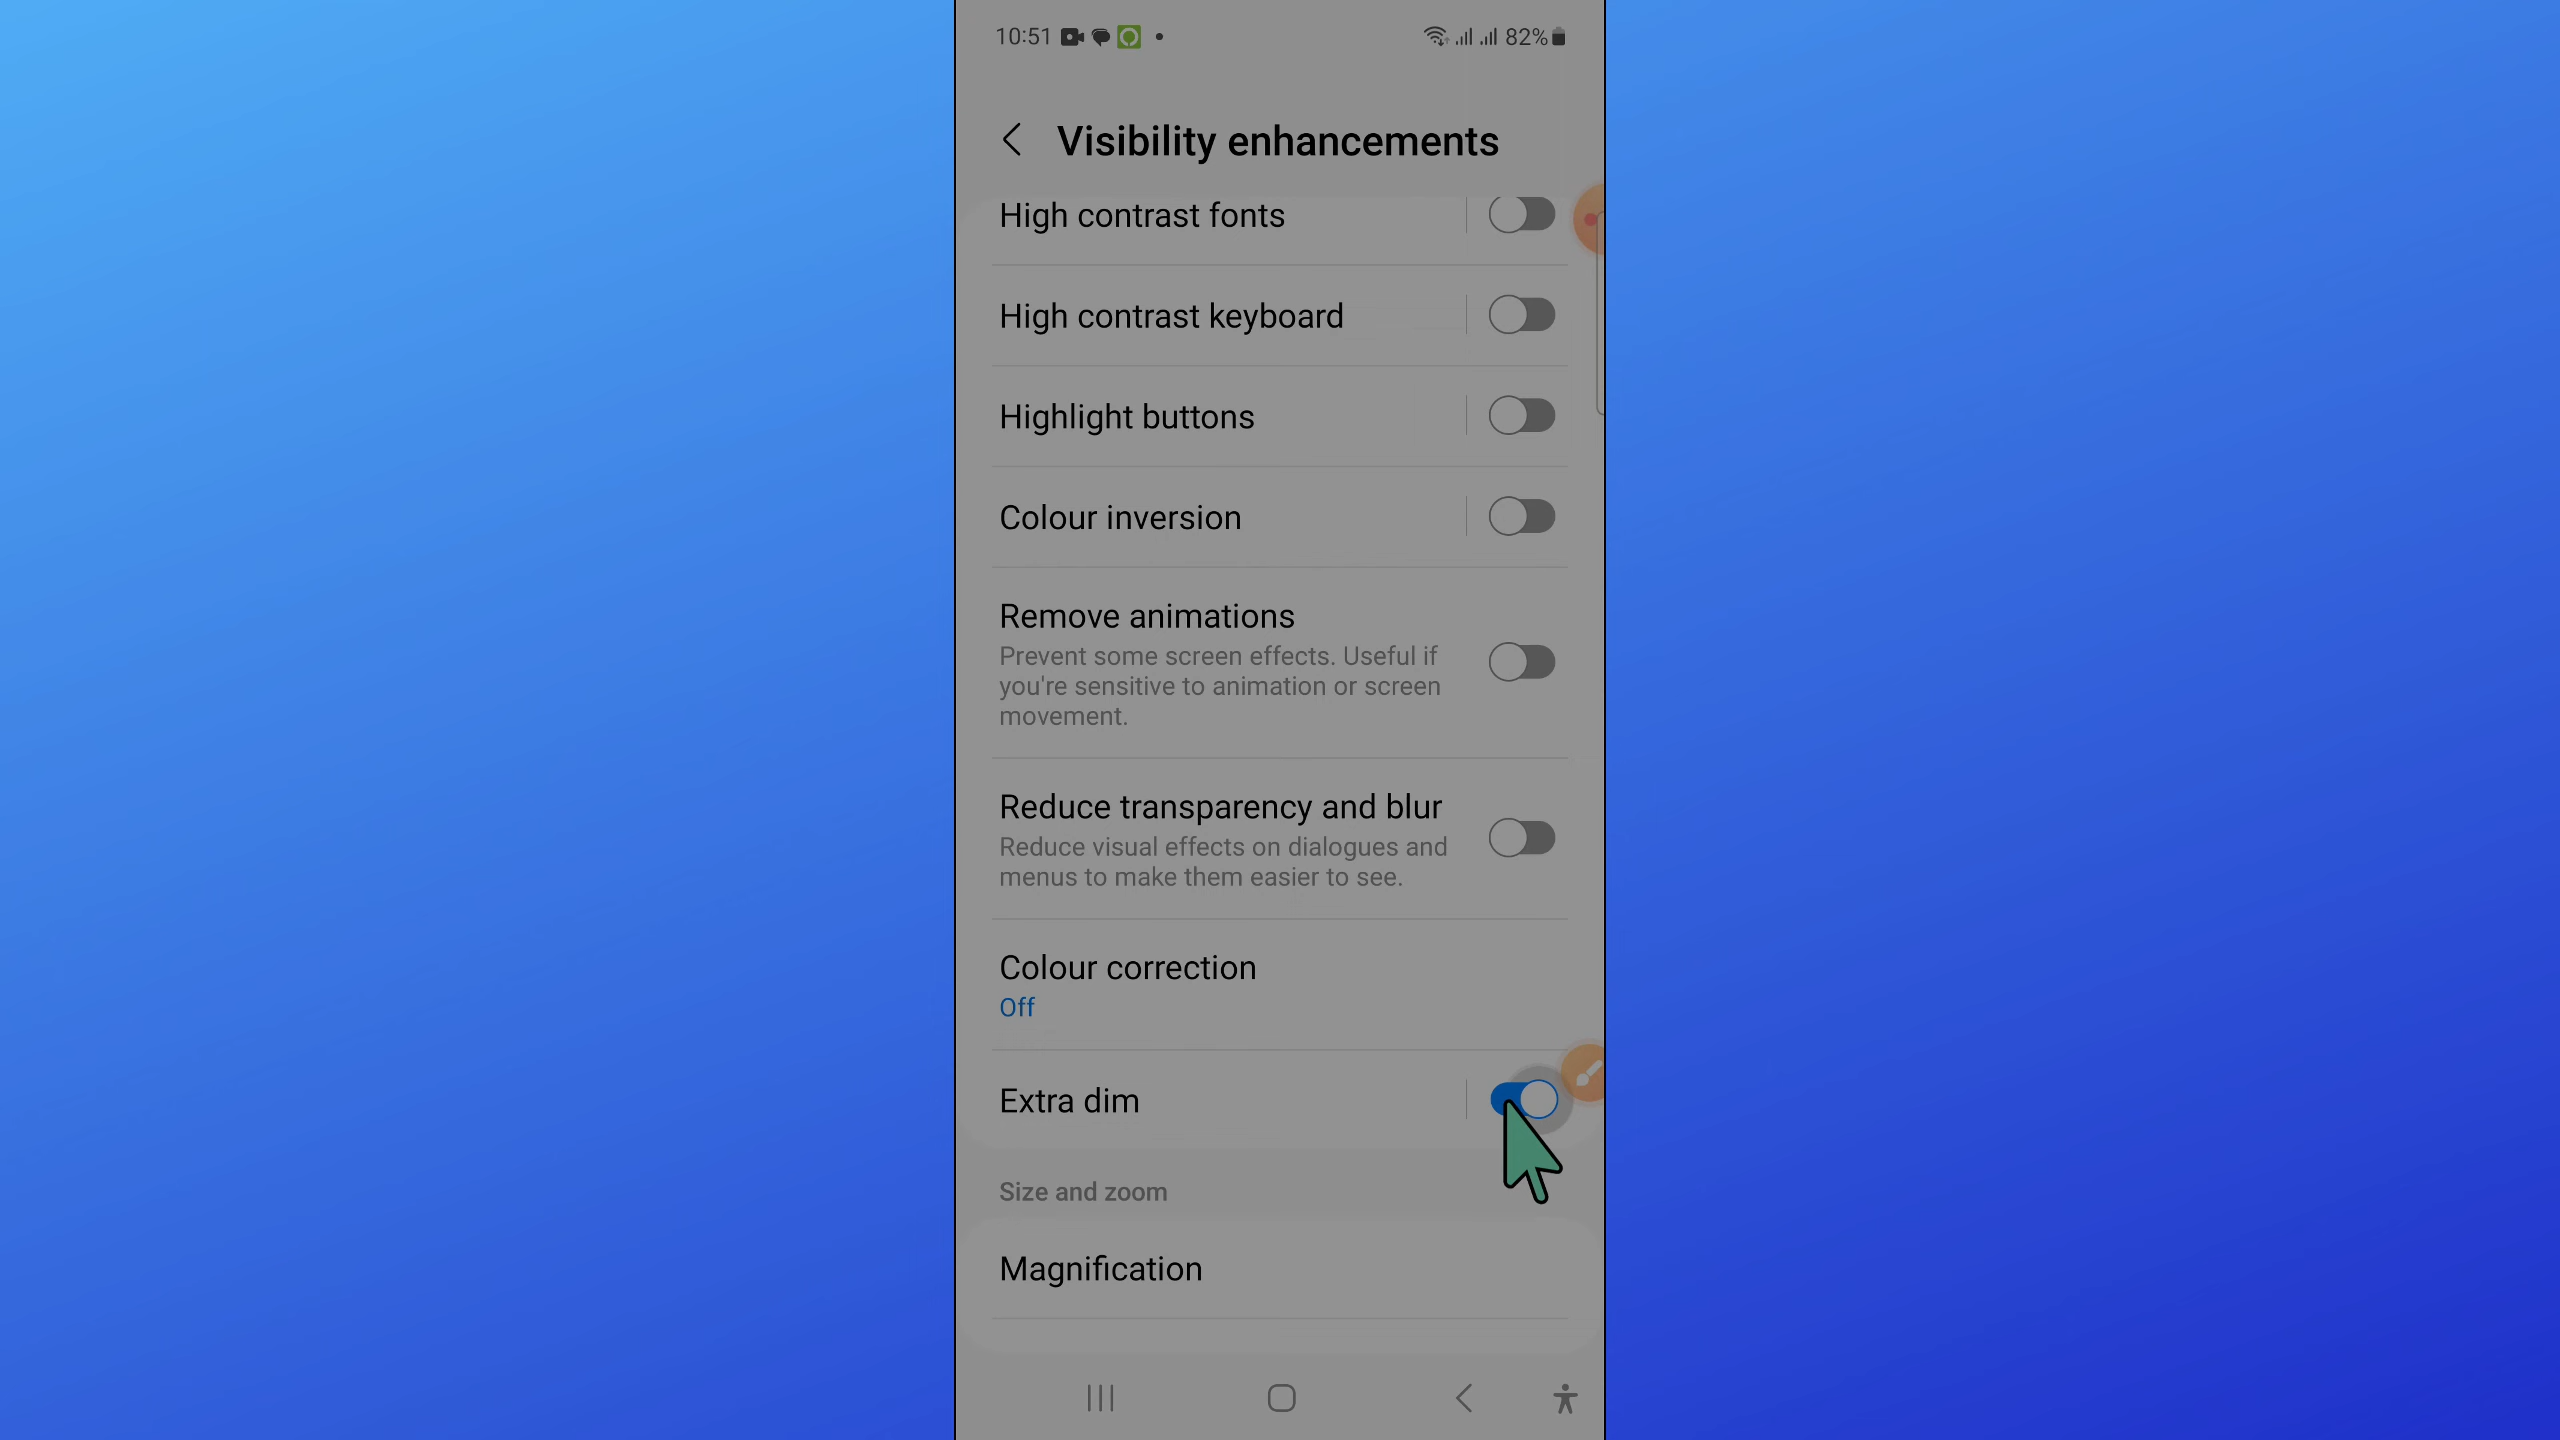 10:51
82%
Visibility enhancements
High contrast fonts
High contrast keyboard
Highlight buttons
Colour inversion
Remove animations
Prevent some screen effects. Useful if
you're sensitive to animation or screen
movement.
Reduce transparency and blur
Reduce visual effects on dialogues and
menus to make them easier to see.
Colour correction
Off
Extra dim
Size and zoom
Magnification